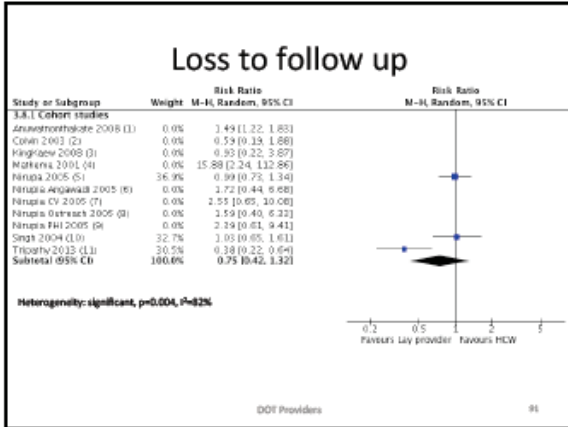 Loss to follow up
Risk Ratio Risk Ratio
Study or Subgroup Weight M-H, Random, 95% CI M-H, Random, 95% CI
3.8.1 Cohort studies
Anuwatnonthakate 2008 (1) 0.0% 1.49 [1.22, 1.83]
Colvin 2003 (2) 0.0% 0.59 [0.19, 1.88]
KingKaew 2008 (3) 0.0% 0.93 [0.22, 3.87]
Mathema 2001 (4) 0.0% 15.88 [2.24, 112.86]
Nirupa 2005 (5) 36.9% 0.99 [0.73, 1.34]
Nirupia Angawadi 2005 (6) 0.0% 1.72 [0.44, 6.68]
Nirupia CV 2005 (7) 0.0% 2.55 [0.65, 10.08]
Nirupia Outreach 2005 (8) 0.0% 1.59 [0.40, 6.22]
Nirupia PHI 2005 (9) 0.0% 2.39 [0.61, 9.41]
Singh 2004 (10) 32.7% 1.03 [0.65, 1.61]
Tripathy 2013 (11) 30.5% 0.38 [0.22, 0.64]
Subtotal (95% CI) 100.0% 0.75 [0.42, 1.32]
Heterogeneity: significant, p=0.004, I²=82%
0.2 0.5 1 2 5
Favours Lay provider Favours HCW
DOT Providers 91